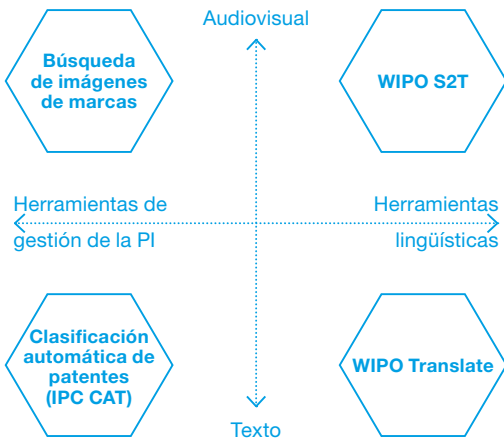 Audiovisual
Búsqueda
de imágenes
de marcas
WIPO S2T
Herramientas de
gestión de la PI
Herramientas
lingüísticas
Clasificación
automática de
patentes
(IPC CAT)
WIPO Translate
Texto